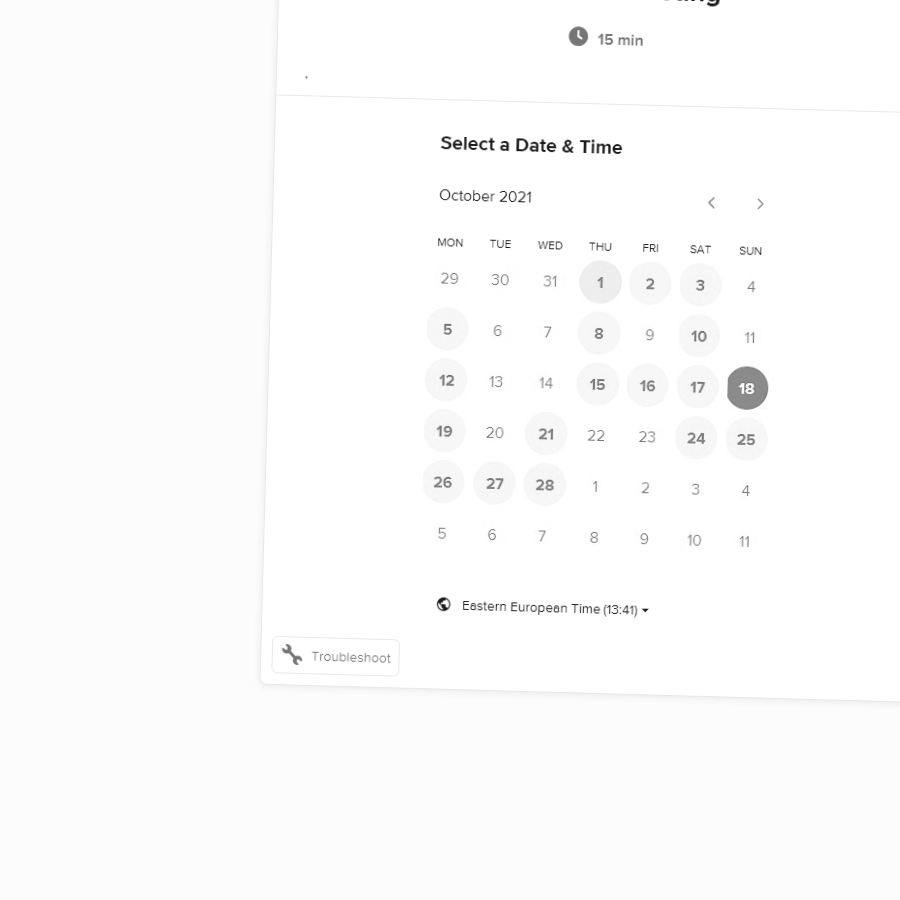 15 min
.
Select a Date & Time
October 2021
MON TUE WED THU FRI SAT SUN
29 30 31 1 2 3 4
5 6 7 8 9 10 11
12 13 14 15 16 17 18
19 20 21 22 23 24 25
26 27 28 1 2 3 4
5 6 7 8 9 10 11
Eastern European Time (13:41)
Troubleshoot